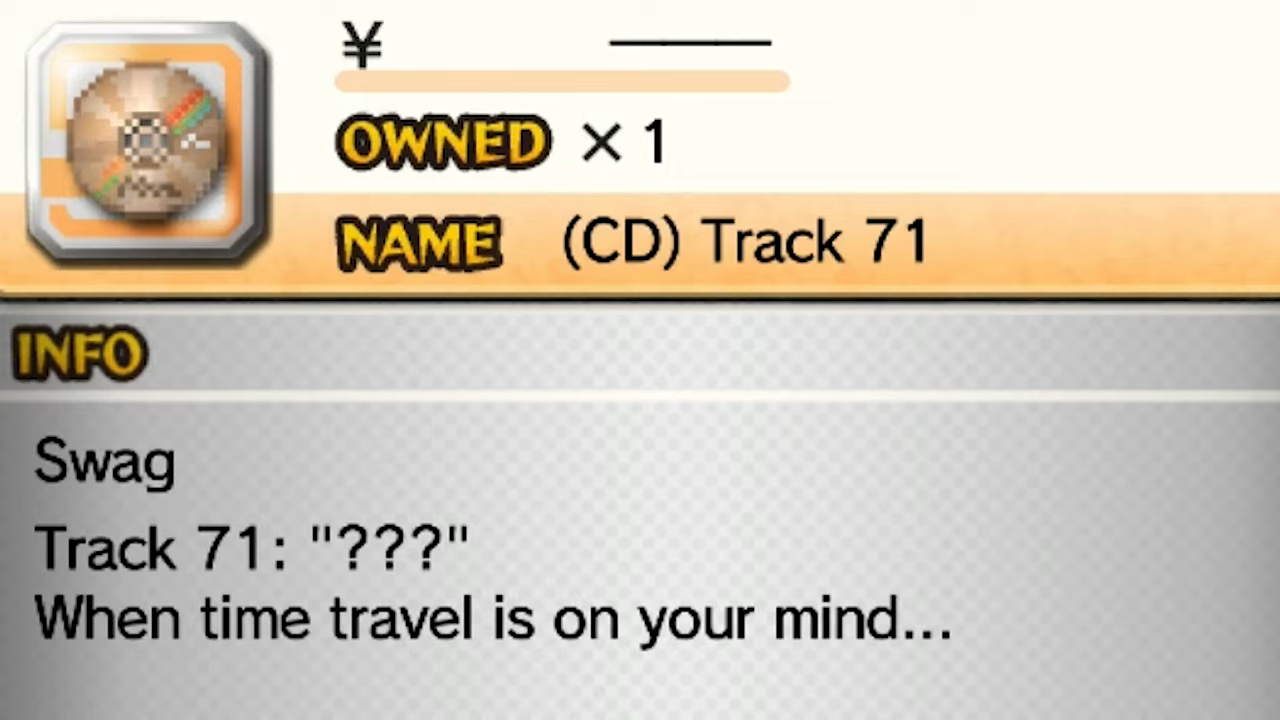 ¥ ———
OWNED × 1
NAME (CD) Track 71
INFO
Swag
Track 71: "???"
When time travel is on your mind...